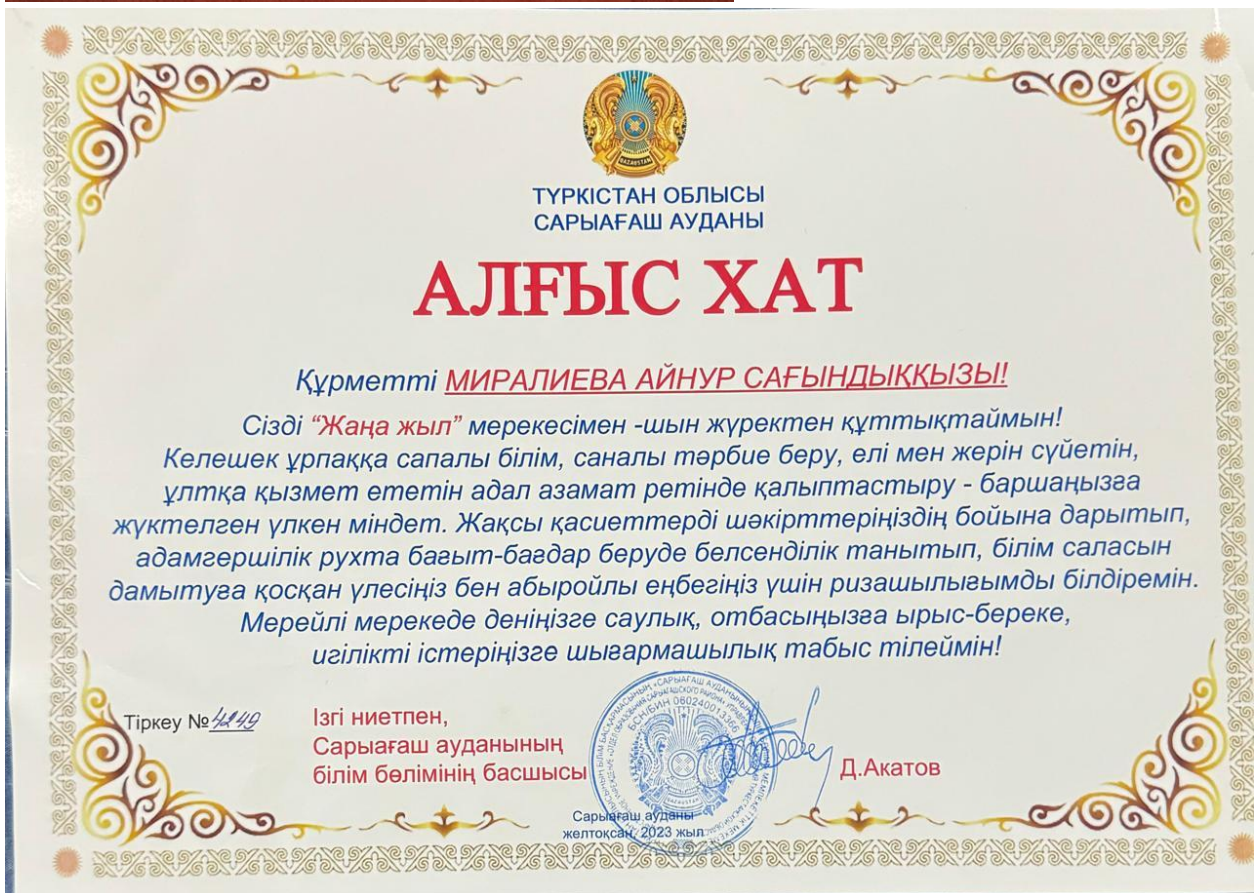 ТҮРКІСТАН ОБЛЫСЫ
САРЫАҒАШ АУДАНЫ
АЛҒЫС ХАТ
Құрметті МИРАЛИЕВА АЙНУР САҒЫНДЫҚҚЫЗЫ!
Сізді “Жаңа жыл” мерекесімен -шын жүректен құттықтаймын!
Келешек ұрпаққа сапалы білім, саналы тәрбие беру, елі мен жерін сүйетін,
ұлтқа қызмет ететін адал азамат ретінде қалыптастыру - баршаңызға
жүктелген үлкен міндет. Жақсы қасиеттерді шәкірттеріңіздің бойына дарытып,
адамгершілік рухта бағыт-бағдар беруде белсенділік танытып, білім саласын
дамытуға қосқан үлесіңіз бен абыройлы еңбегіңіз үшін ризашылығымды білдіремін.
Мерейлі мерекеде деніңізге саулық, отбасыңызға ырыс-береке,
игілікті істеріңізге шығармашылық табыс тілеймін!
Тіркеу №4249
Ізгі ниетпен,
Сарыағаш ауданының
білім бөлімінің басшысы
БСН/БИН 060240013366
QAZAQSTAN
Д.Акатов
Сарыағаш ауданы
желтоқсан, 2023 жыл